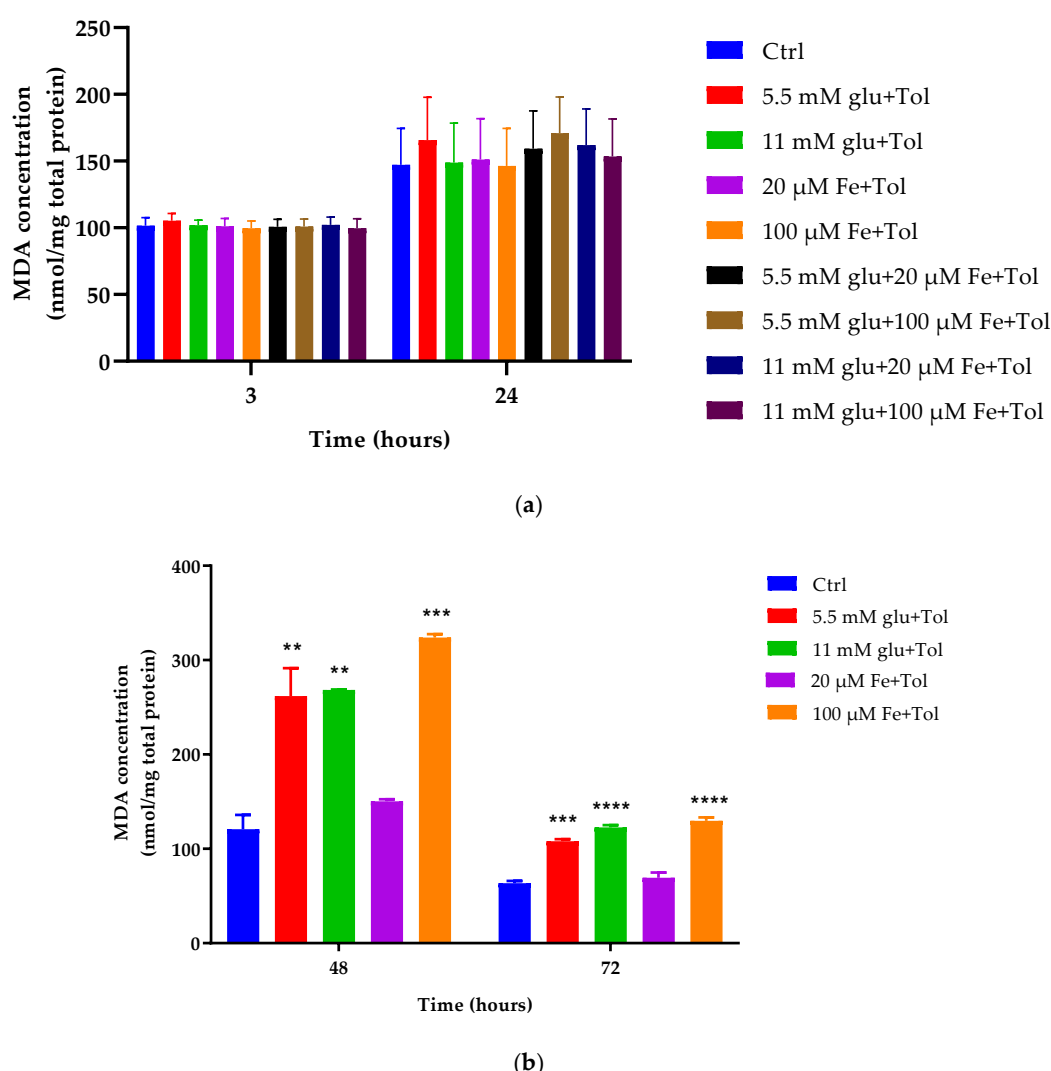 MDA concentration
(nmol/mg total protein)
250
200
150
100
50
0
3
24
Time (hours)
Ctrl
5.5 mM glu+Tol
11 mM glu+Tol
20 µM Fe+Tol
100 µM Fe+Tol
5.5 mM glu+20 µM Fe+Tol
5.5 mM glu+100 µM Fe+Tol
11 mM glu+20 µM Fe+Tol
11 mM glu+100 µM Fe+Tol
(a)
MDA concentration
(nmol/mg total protein)
400
300
200
100
0
**
**
***
***
****
****
48
72
Time (hours)
Ctrl
5.5 mM glu+Tol
11 mM glu+Tol
20 µM Fe+Tol
100 µM Fe+Tol
(b)